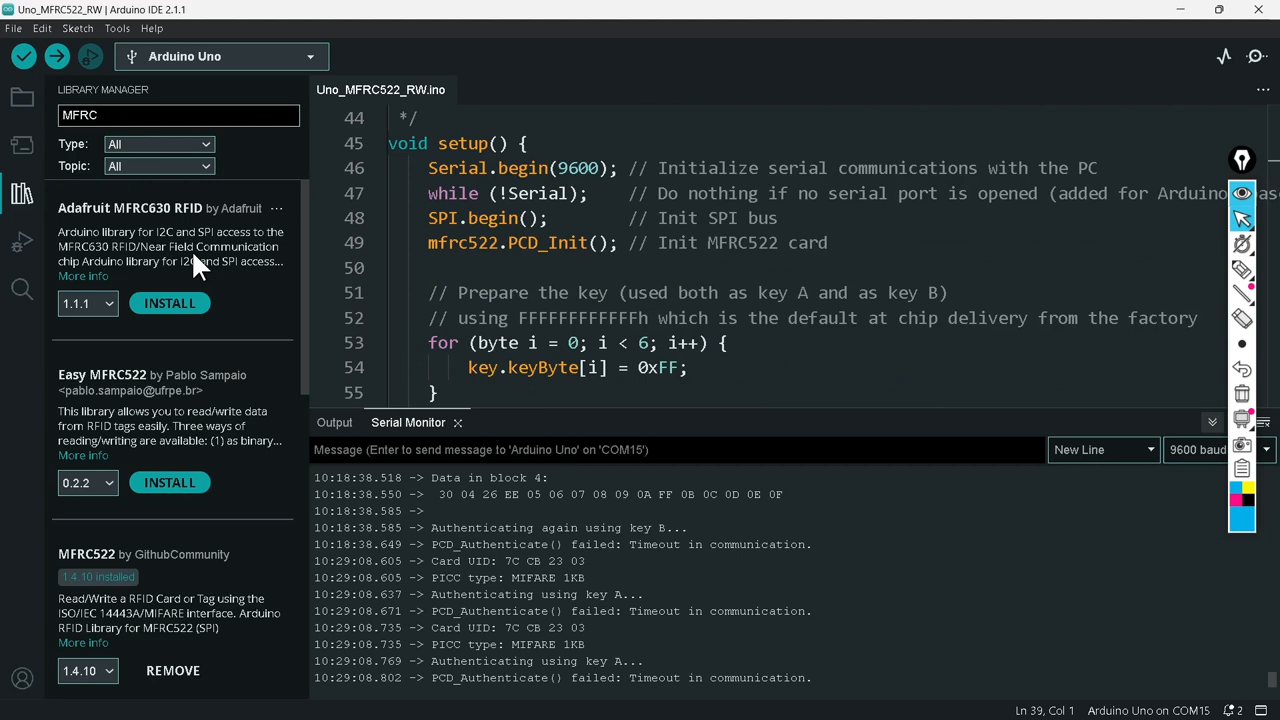 Uno_MFRC522_RW | Arduino IDE 2.1.1
File Edit Sketch Tools Help
Arduino Uno
LIBRARY MANAGER
MFRC
Type: All
Topic: All
Adafruit MFRC630 RFID by Adafruit ...
Arduino library for I2C and SPI access to the
MFRC630 RFID/Near Field Communication
chip Arduino library for I2C and SPI access...
More info
1.1.1 INSTALL
Easy MFRC522 by Pablo Sampaio
<pablo.sampaio@ufrpe.br>
This library allows you to read/write data
from RFID tags easily. Three ways of
reading/writing are available: (1) as binary...
More info
0.2.2 INSTALL
MFRC522 by GithubCommunity
1.4.10 installed
Read/Write a RFID Card or Tag using the
ISO/IEC 14443A/MIFARE interface. Arduino
RFID Library for MFRC522 (SPI)
More info
1.4.10 REMOVE
Uno_MFRC522_RW.ino
44 */
45 void setup() {
46 Serial.begin(9600); // Initialize serial communications with the PC
47 while (!Serial); // Do nothing if no serial port is opened (added for Arduino
48 SPI.begin(); // Init SPI bus
49 mfrc522.PCD_Init(); // Init MFRC522 card
50
51 // Prepare the key (used both as key A and as key B)
52 // using FFFFFFFFFFFFh which is the default at chip delivery from the factory
53 for (byte i = 0; i < 6; i++) {
54 key.keyByte[i] = 0xFF;
55 }
Output Serial Monitor
Message (Enter to send message to 'Arduino Uno' on 'COM15')
New Line
9600 baud
10:18:38.518 -> Data in block 4:
10:18:38.550 -> 30 04 26 EE 05 06 07 08 09 0A FF 0B 0C 0D 0E 0F
10:18:38.585 ->
10:18:38.585 -> Authenticating again using key B...
10:18:38.649 -> PCD_Authenticate() failed: Timeout in communication.
10:29:08.605 -> Card UID: 7C CB 23 03
10:29:08.605 -> PICC type: MIFARE 1KB
10:29:08.637 -> Authenticating using key A...
10:29:08.671 -> PCD_Authenticate() failed: Timeout in communication.
10:29:08.735 -> Card UID: 7C CB 23 03
10:29:08.735 -> PICC type: MIFARE 1KB
10:29:08.769 -> Authenticating using key A...
10:29:08.802 -> PCD_Authenticate() failed: Timeout in communication.
Ln 39, Col 1 Arduino Uno on COM15 2